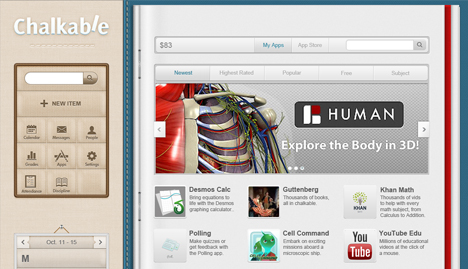 Chalkable
NEW ITEM
Calendar
Messages
People
Grades
Apps
Settings
Attendance
Discipline
Oct. 11 - 15
M
$83
My Apps
App Store
Newest
Highest Rated
Popular
Free
Subject
HUMAN
Explore the Body in 3D!
Desmos Calc
Bring equations to
life with the Desmos
graphing calculator.
Guttenberg
Thousands of books,
all in chalkable.
KHAN
Khan Math
Thousands of vids
to help with every
math subject, from
Calculus to Addition.
Polling
Make quizzes or
get feedback with
the Polling app.
Cell Command
Embark on exciting
missions aboard a
microscopic ship.
You
Tube
YouTube Edu
Millions of educational
videos at the click of
a mouse.